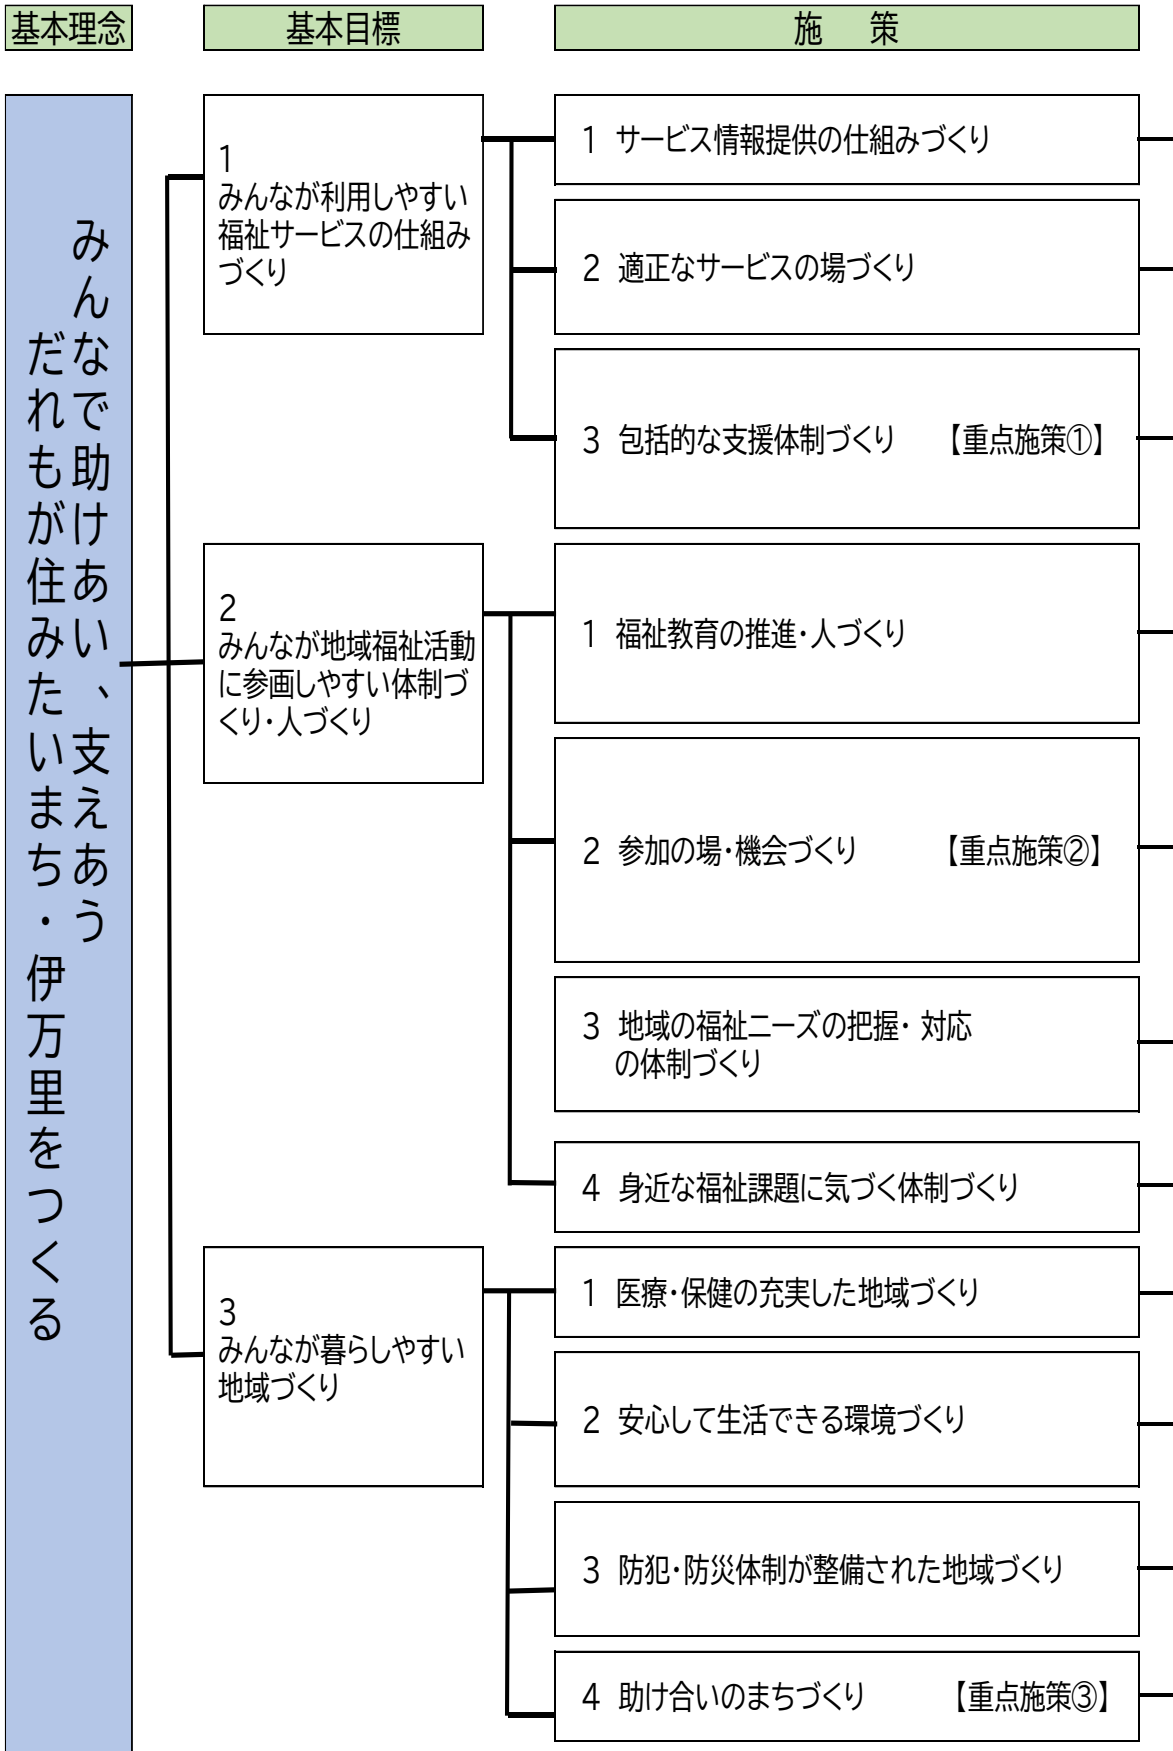 基本理念
基本目標
施 策
みんなで助けあい、支えあう
だれもが住みたいまち・伊万里をつくる
1
みんなが利用しやすい
福祉サービスの仕組み
づくり
1 サービス情報提供の仕組みづくり
2 適正なサービスの場づくり
3 包括的な支援体制づくり 【重点施策①】
2
みんなが地域福祉活動
に参画しやすい体制づ
くり・人づくり
1 福祉教育の推進・人づくり
2 参加の場・機会づくり 【重点施策②】
3 地域の福祉ニーズの把握・ 対応
の体制づくり
4 身近な福祉課題に気づく体制づくり
3
みんなが暮らしやすい
地域づくり
1 医療・保健の充実した地域づくり
2 安心して生活できる環境づくり
3 防犯・防災体制が整備された地域づくり
4 助け合いのまちづくり 【重点施策③】